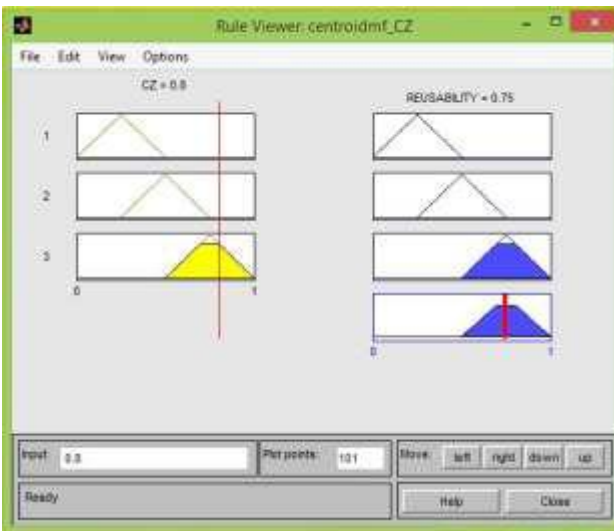 Rule Viewer: centroidmf_CZ
File Edit View Options
CZ = 0.8
REUSABILITY = 0.75
1
2
3
0 1
0 1
Input: 0.8
Plot points: 101
Move: left right down up
Ready
Help Close